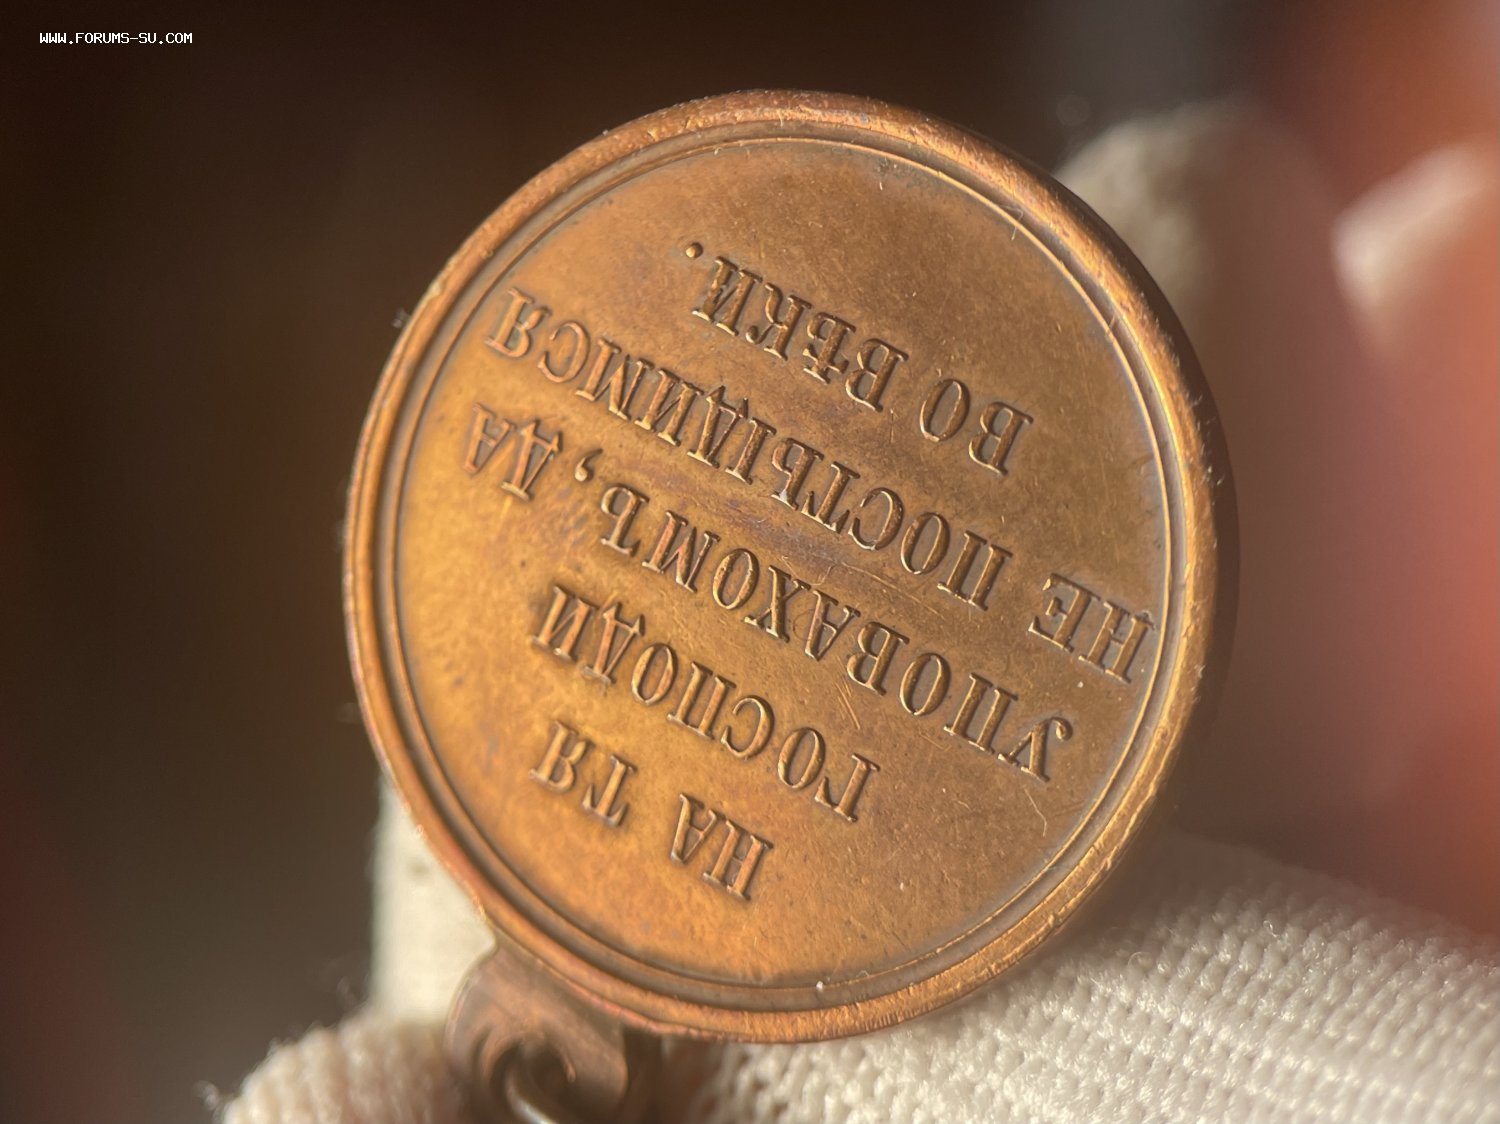 WWW.FORUMS-SU.COM
НА ТЯ
ГОСПОДИ
УПОВАХОМЪ, ДА
НЕ ПОСТЫДИМСЯ
ВО ВѢКИ.